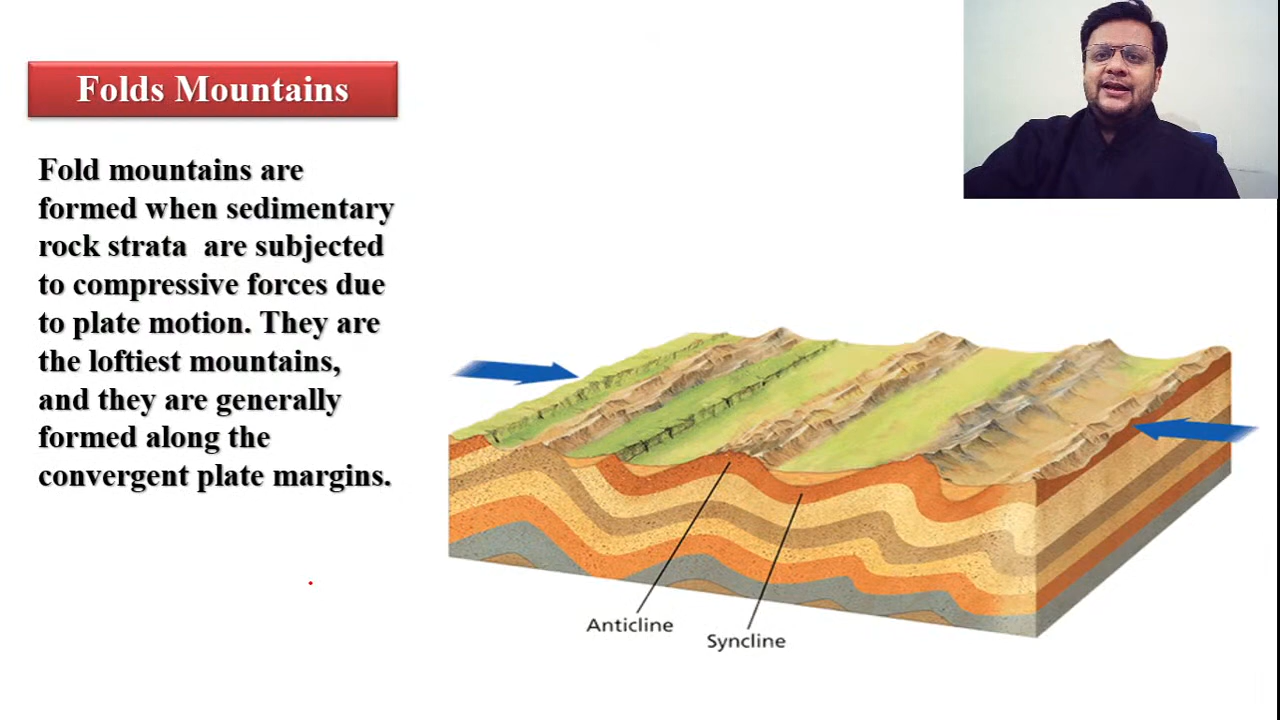 Folds Mountains
Fold mountains are
formed when sedimentary
rock strata are subjected
to compressive forces due
to plate motion. They are
the loftiest mountains,
and they are generally
formed along the
convergent plate margins.
Anticline
Syncline